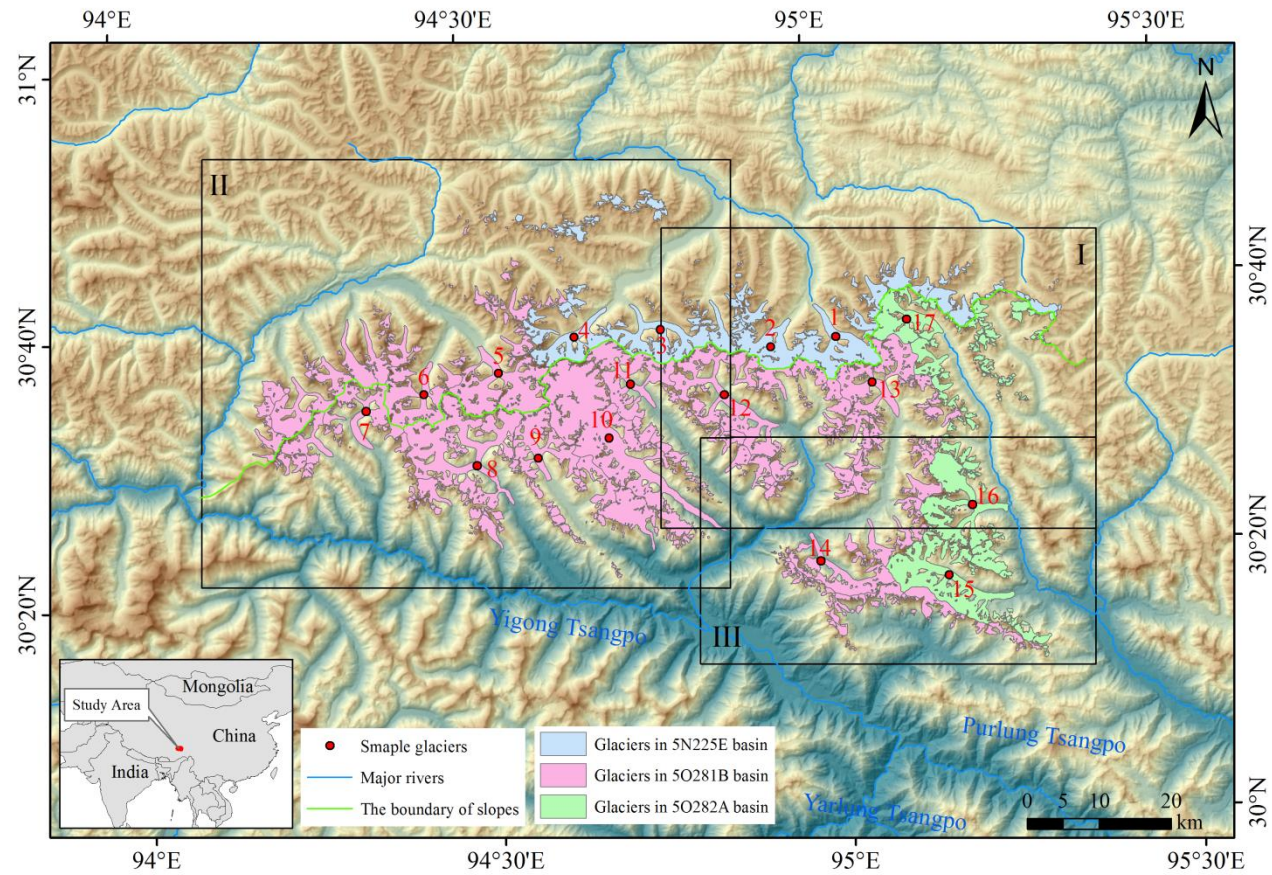 94°E 94°30'E 95°E 95°30'E
31°N
N
II
I
30°40'N
30°40'N
1
17
2
3
4
5
6
7
8
9
10
11
12
13
14
15
16
30°20'N
30°20'N
III
Yigong Tsangpo
Purlung Tsangpo
Yarlung Tsangpo
30°N
Mongolia
Study Area
China
India
Smaple glaciers
Major rivers
The boundary of slopes
Glaciers in 5N225E basin
Glaciers in 5O281B basin
Glaciers in 5O282A basin
0 5 10 20
km
94°E 94°30'E 95°E 95°30'E